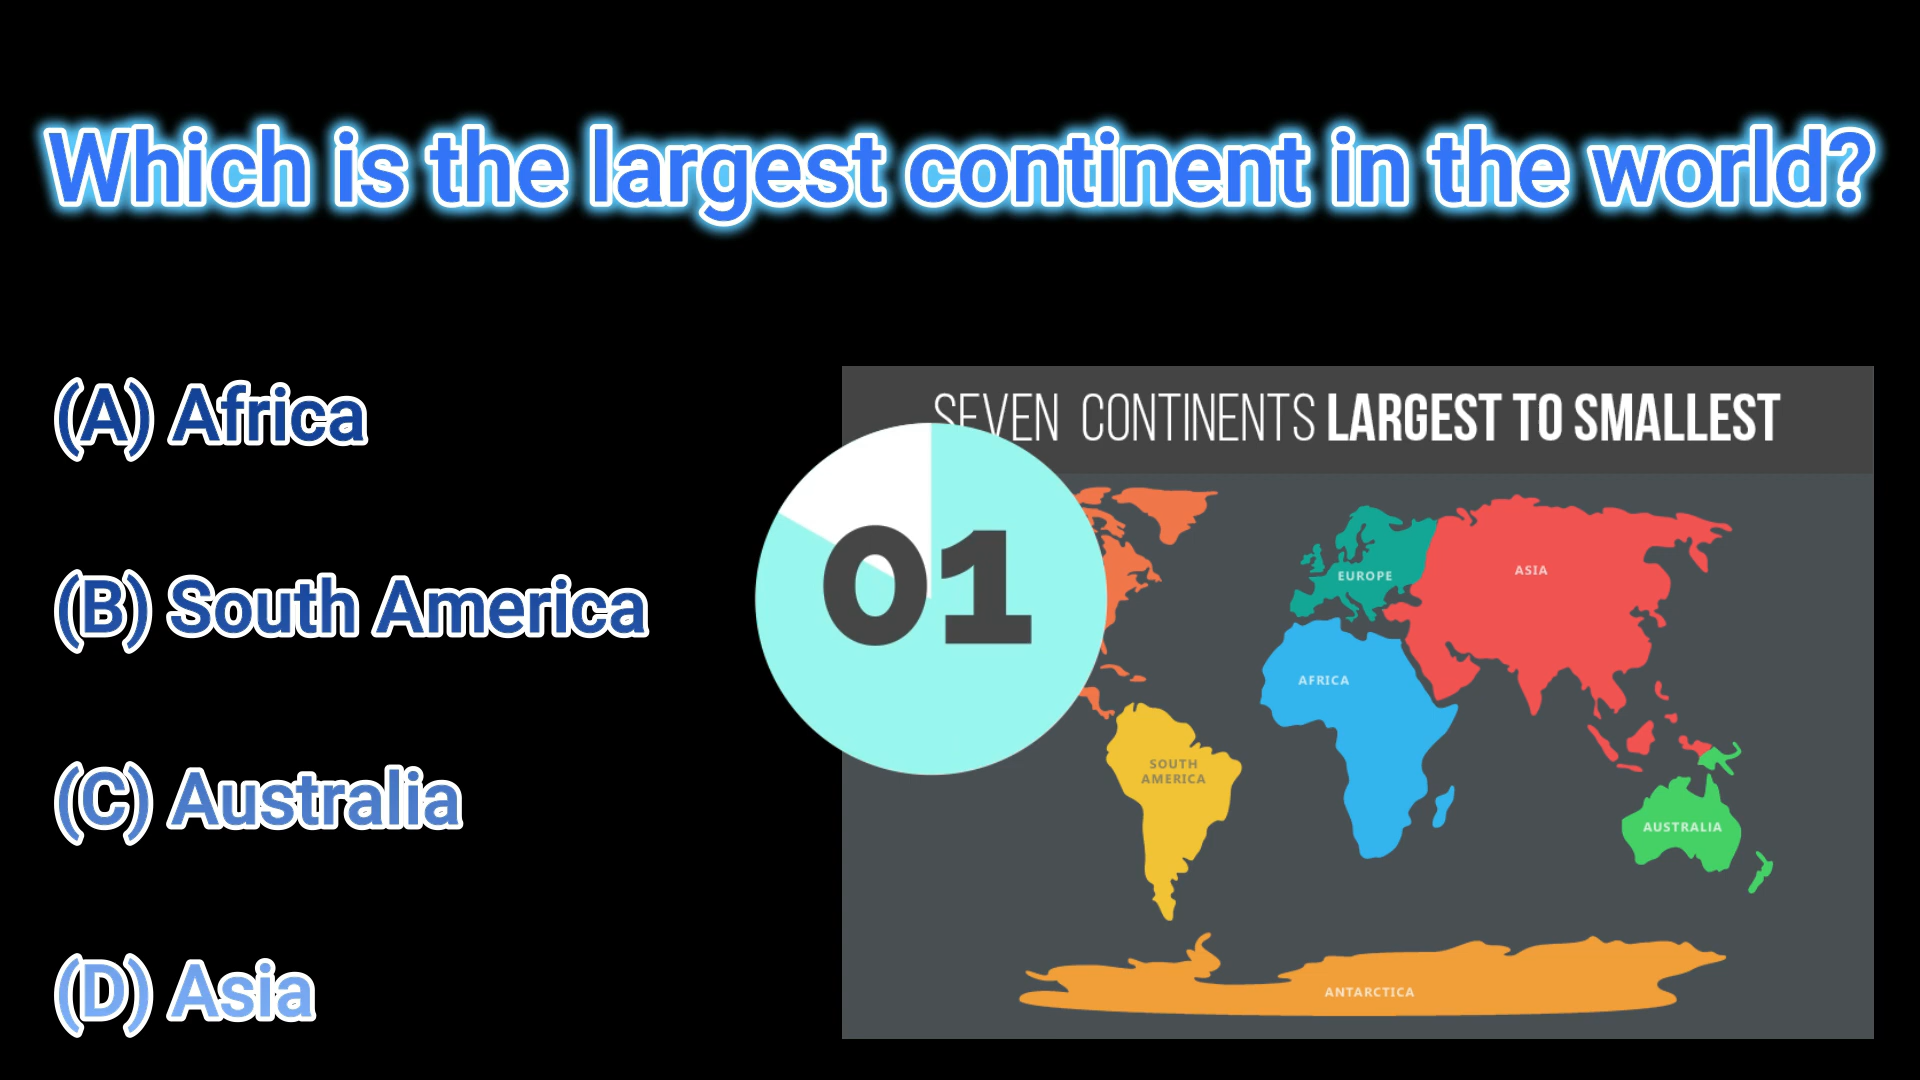 Which is the largest continent in the world?
(A) Africa
(B) South America
(C) Australia
(D) Asia
SEVEN CONTINENTS LARGEST TO SMALLEST
01
EUROPE
ASIA
AFRICA
SOUTH
AMERICA
AUSTRALIA
ANTARCTICA